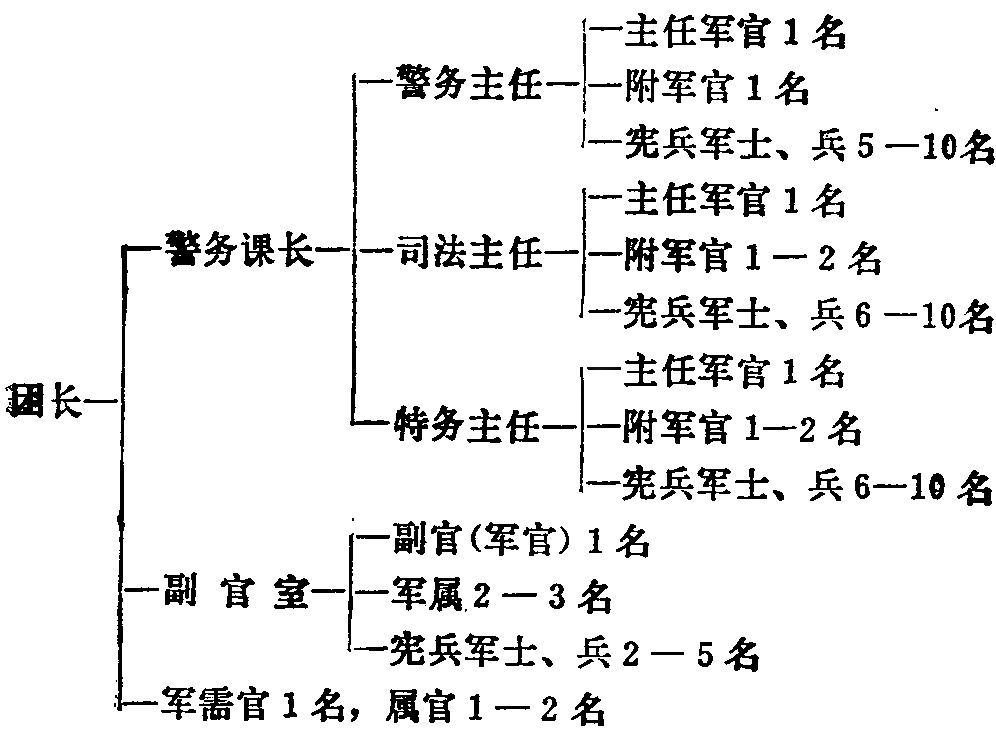 主任军官1名
警务主任
附军官1名
宪兵军士、兵5—10名
主任军官1名
警务课长
司法主任
附军官1—2名
宪兵军士、兵6—10名
团长
主任军官1名
特务主任
附军官1—2名
宪兵军士、兵6—10名
副官(军官)1名
副官室
军属2—3名
宪兵军士、兵2—5名
军需官1名，属官1—2名